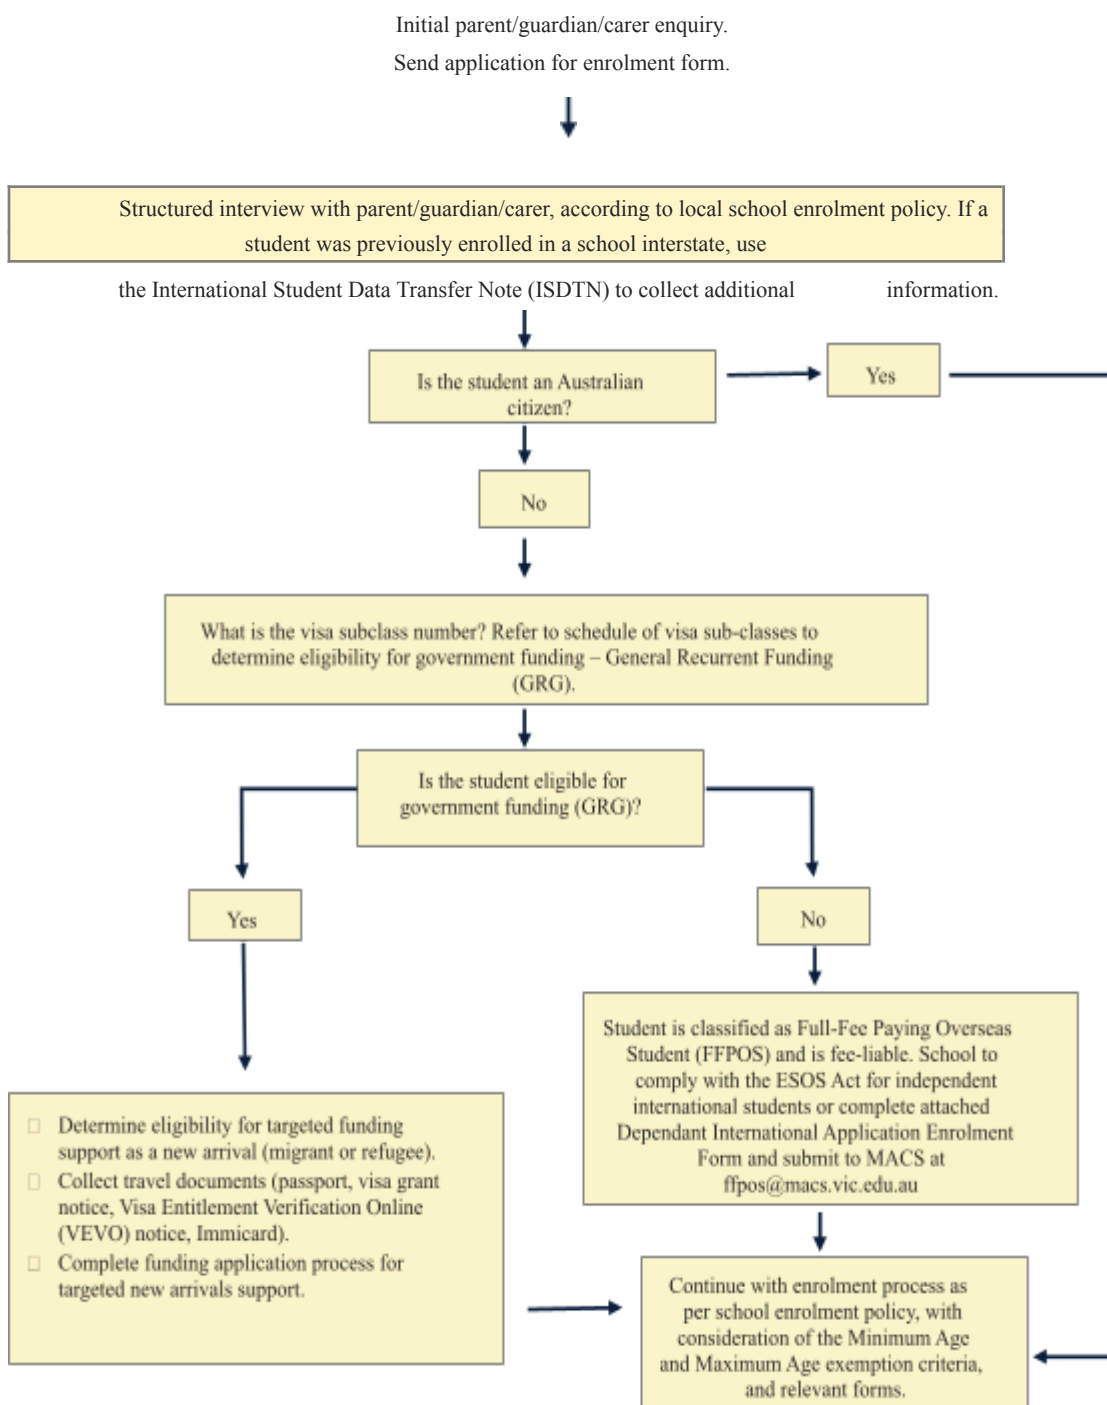 Initial parent/guardian/carer enquiry.
Send application for enrolment form.
Structured interview with parent/guardian/carer, according to local school enrolment policy. If a
student was previously enrolled in a school interstate, use
the International Student Data Transfer Note (ISDTN) to collect additional information.
Is the student an Australian
citizen?
Yes
No
What is the visa subclass number? Refer to schedule of visa sub-classes to
determine eligibility for government funding – General Recurrent Funding
(GRG).
Is the student eligible for
government funding (GRG)?
Yes
No
Determine eligibility for targeted funding
support as a new arrival (migrant or refugee).
Collect travel documents (passport, visa grant
notice, Visa Entitlement Verification Online
(VEVO) notice, Immicard).
Complete funding application process for
targeted new arrivals support.
Student is classified as Full-Fee Paying Overseas
Student (FFPOS) and is fee-liable. School to
comply with the ESOS Act for independent
international students or complete attached
Dependant International Application Enrolment
Form and submit to MACS at
ffpos@macs.vic.edu.au
Continue with enrolment process as
per school enrolment policy, with
consideration of the Minimum Age
and Maximum Age exemption criteria,
and relevant forms.